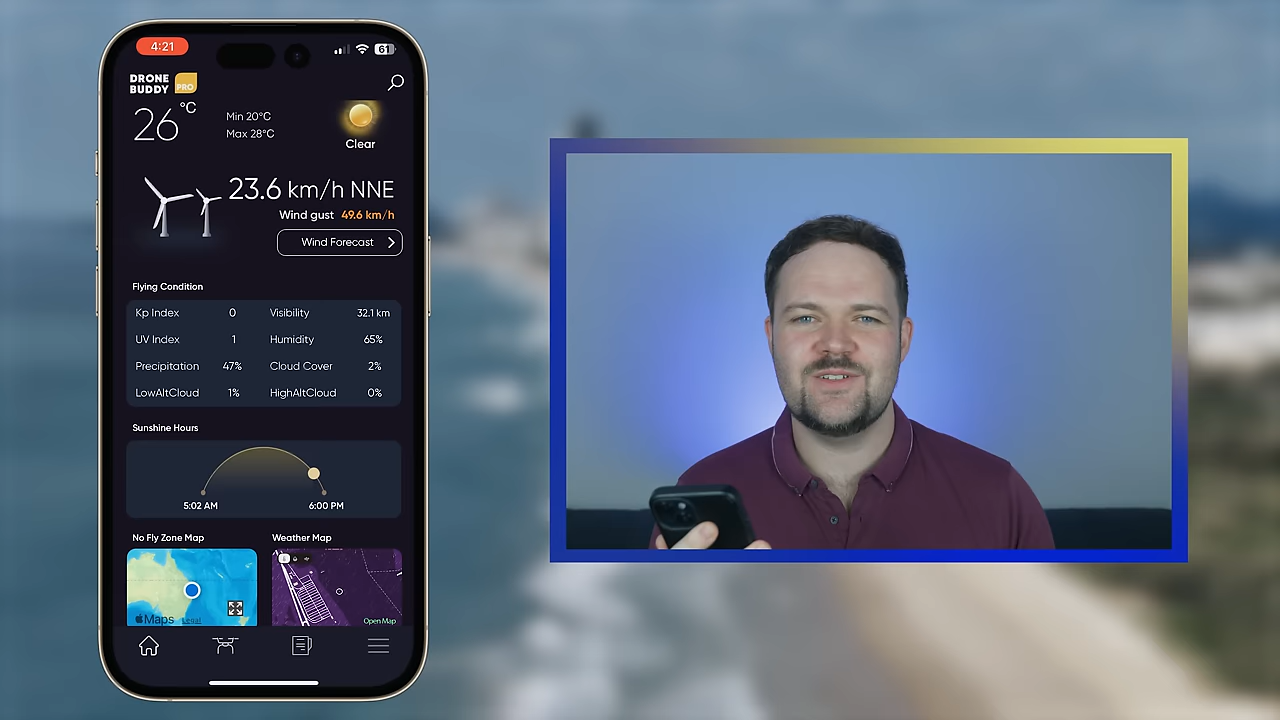 4:21
61
DRONE
BUDDY PRO
26 °C
Min 20°C
Max 28°C
Clear
23.6 km/h NNE
Wind gust 49.6 km/h
Wind Forecast
Flying Condition
Kp Index 0 Visibility 32.1 km
UV Index 1 Humidity 65%
Precipitation 47% Cloud Cover 2%
LowAltCloud 1% HighAltCloud 0%
Sunshine Hours
5:02 AM 6:00 PM
No Fly Zone Map Weather Map
Maps Legal
Open Map